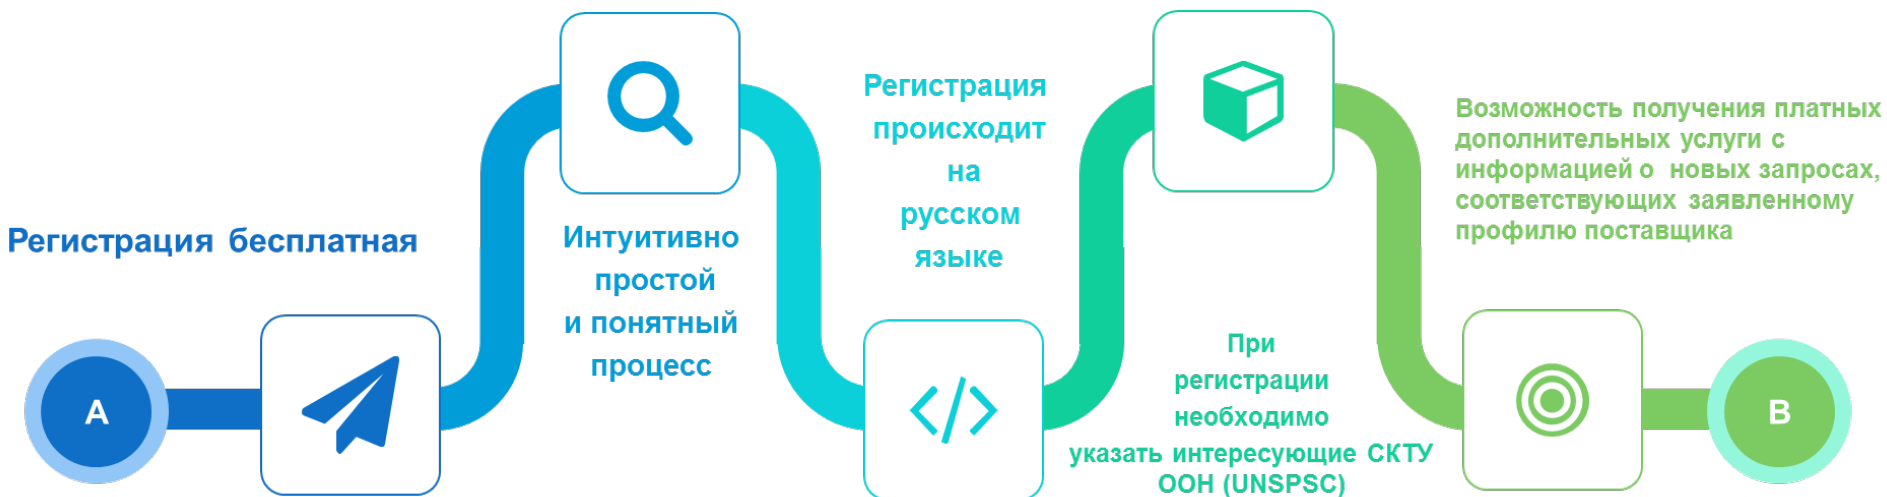 Регистрация бесплатная
A
Интуитивно
простой
и понятный
процесс
Регистрация
происходит
на
русском
языке
При
регистрации
необходимо
указать интересующие СКТУ
ООН (UNSPSC)
Возможность получения платных
дополнительных услуги с
информацией о новых запросах,
соответствующих заявленному
профилю поставщика
B